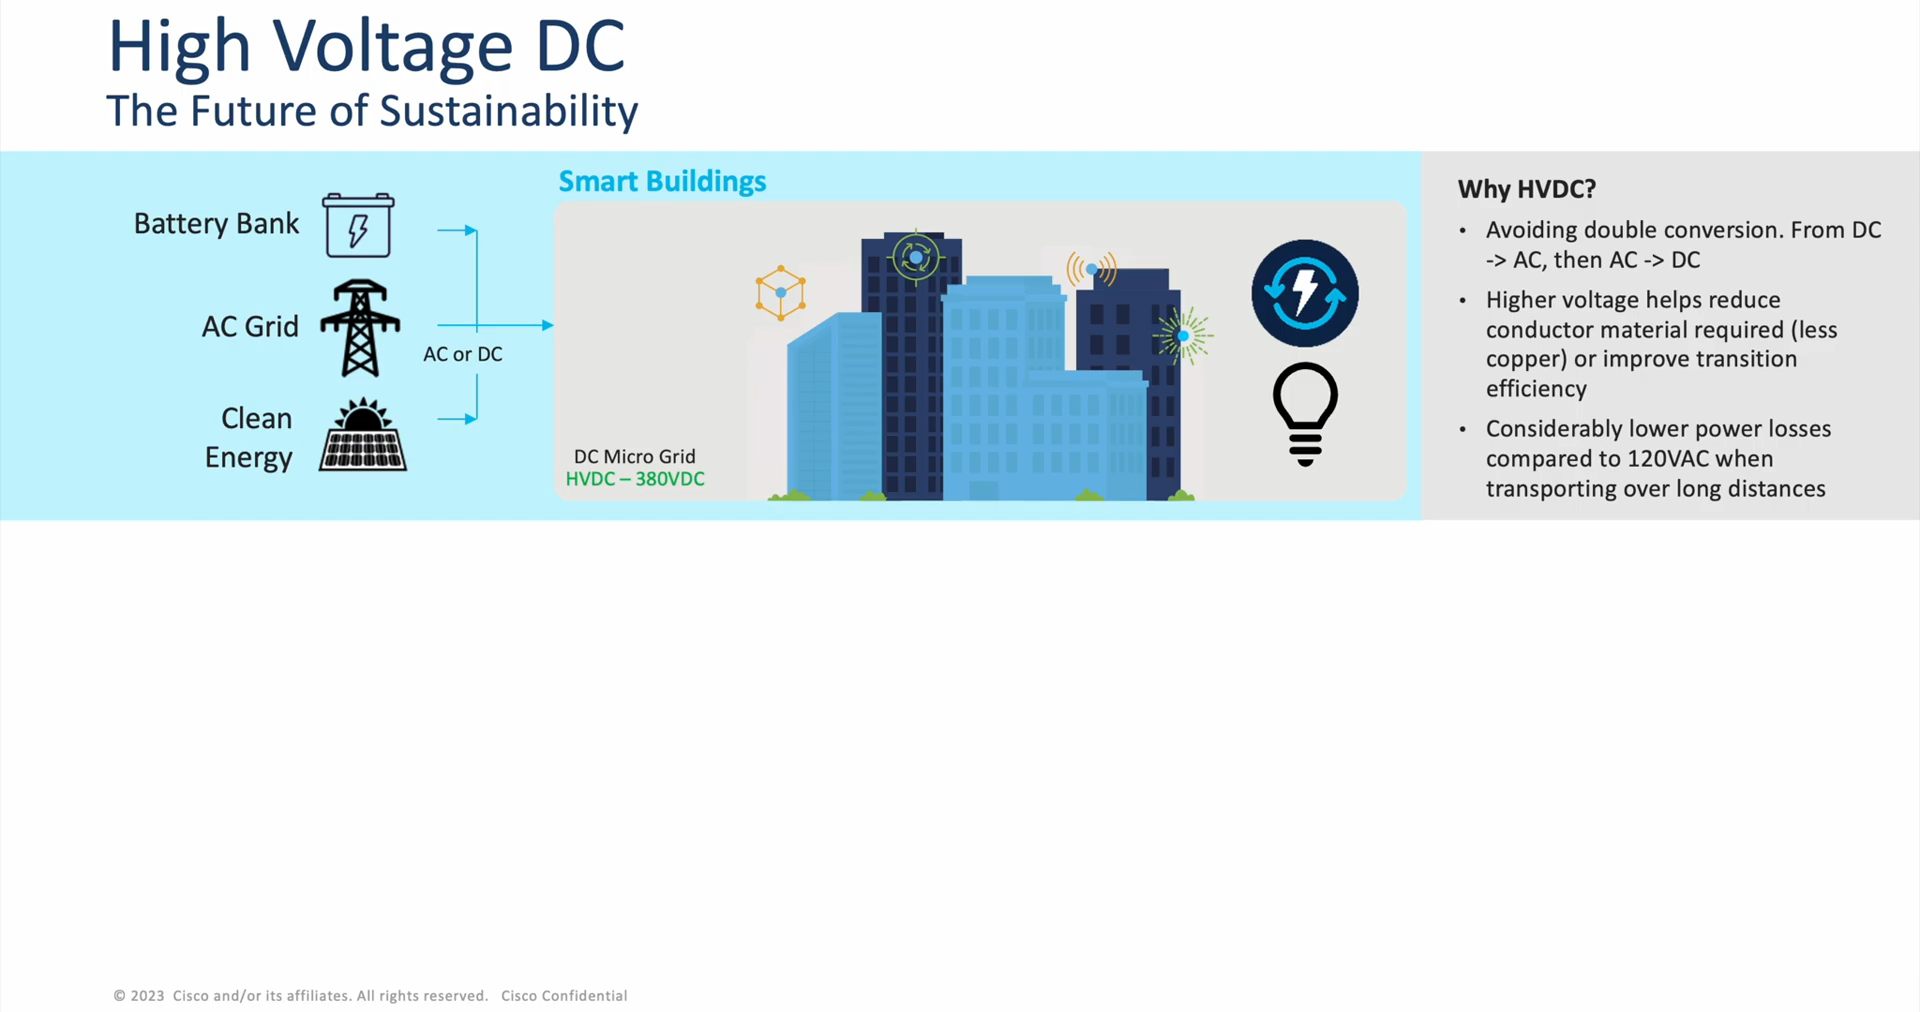 High Voltage DC
The Future of Sustainability
Battery Bank
AC Grid
Clean
Energy
AC or DC
Smart Buildings
DC Micro Grid
HVDC – 380VDC
Why HVDC?
• Avoiding double conversion. From DC
-> AC, then AC -> DC
• Higher voltage helps reduce
conductor material required (less
copper) or improve transition
efficiency
• Considerably lower power losses
compared to 120VAC when
transporting over long distances
© 2023 Cisco and/or its affiliates. All rights reserved. Cisco Confidential